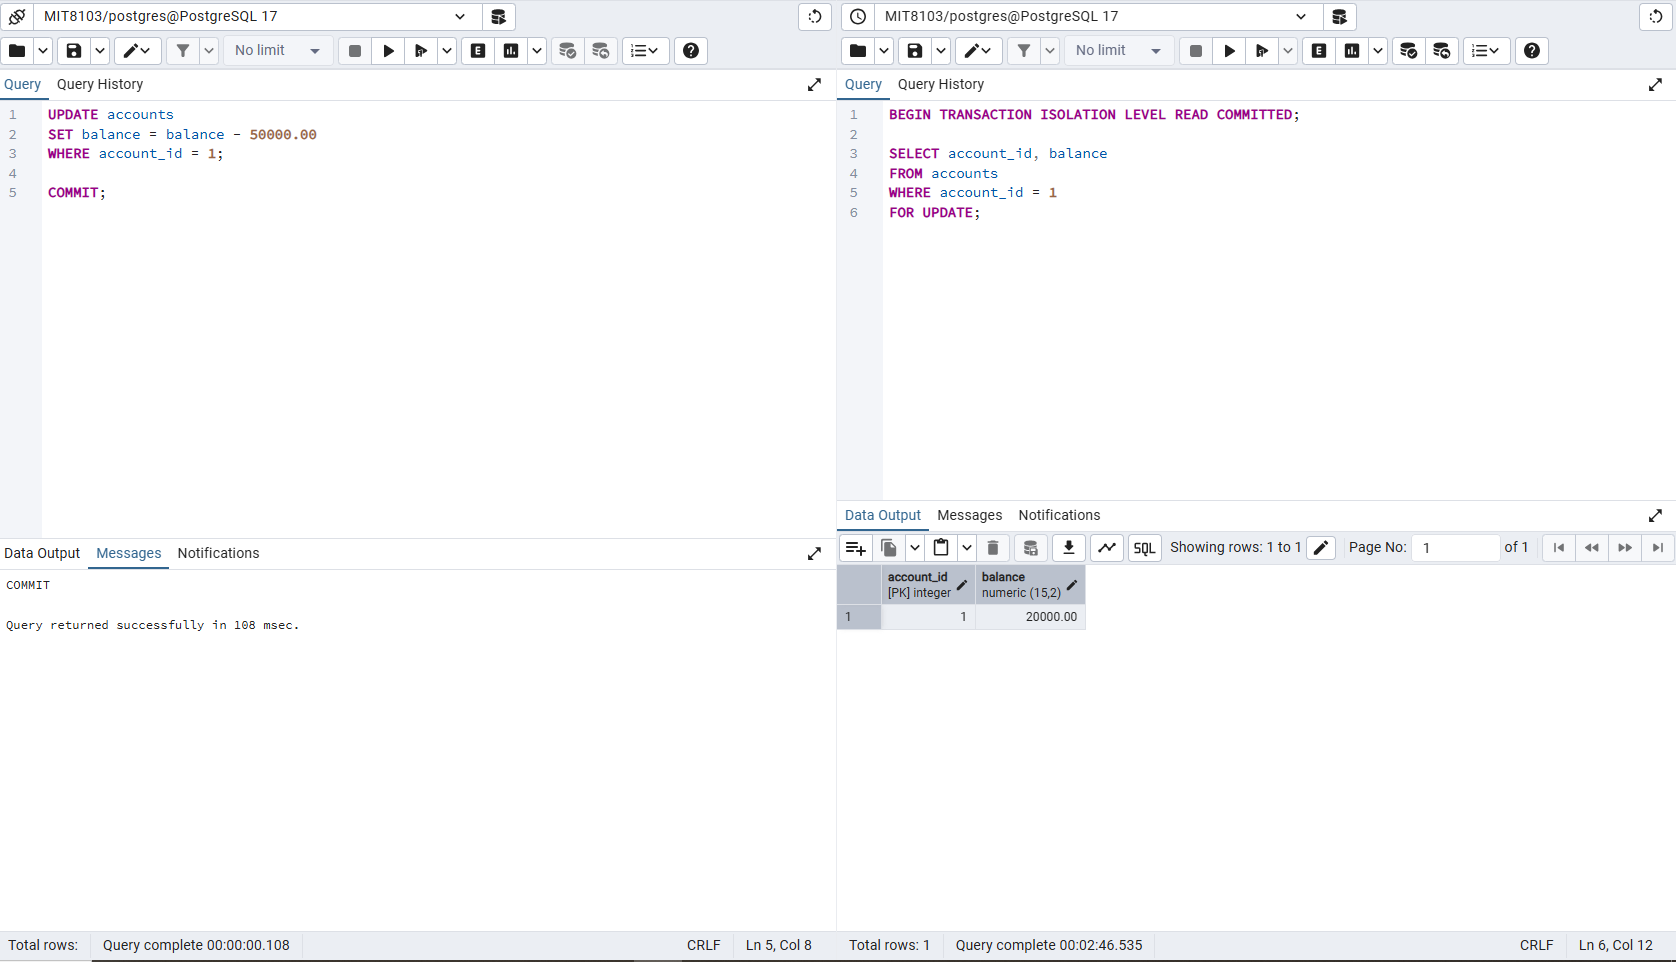 MIT8103/postgres@PostgreSQL 17
No limit
E
Query Query History
1 UPDATE accounts
2 SET balance = balance - 50000.00
3 WHERE account_id = 1;
4
5 COMMIT;
Data Output Messages Notifications
COMMIT
Query returned successfully in 108 msec.
Total rows: Query complete 00:00:00.108 CRLF Ln 5, Col 8
MIT8103/postgres@PostgreSQL 17
No limit
E
Query Query History
1 BEGIN TRANSACTION ISOLATION LEVEL READ COMMITTED;
2
3 SELECT account_id, balance
4 FROM accounts
5 WHERE account_id = 1
6 FOR UPDATE;
Data Output Messages Notifications
SQL Showing rows: 1 to 1 Page No: 1 of 1
account_id balance
[PK] integer numeric (15,2)
1 1 20000.00
Total rows: 1 Query complete 00:02:46.535 CRLF Ln 6, Col 12